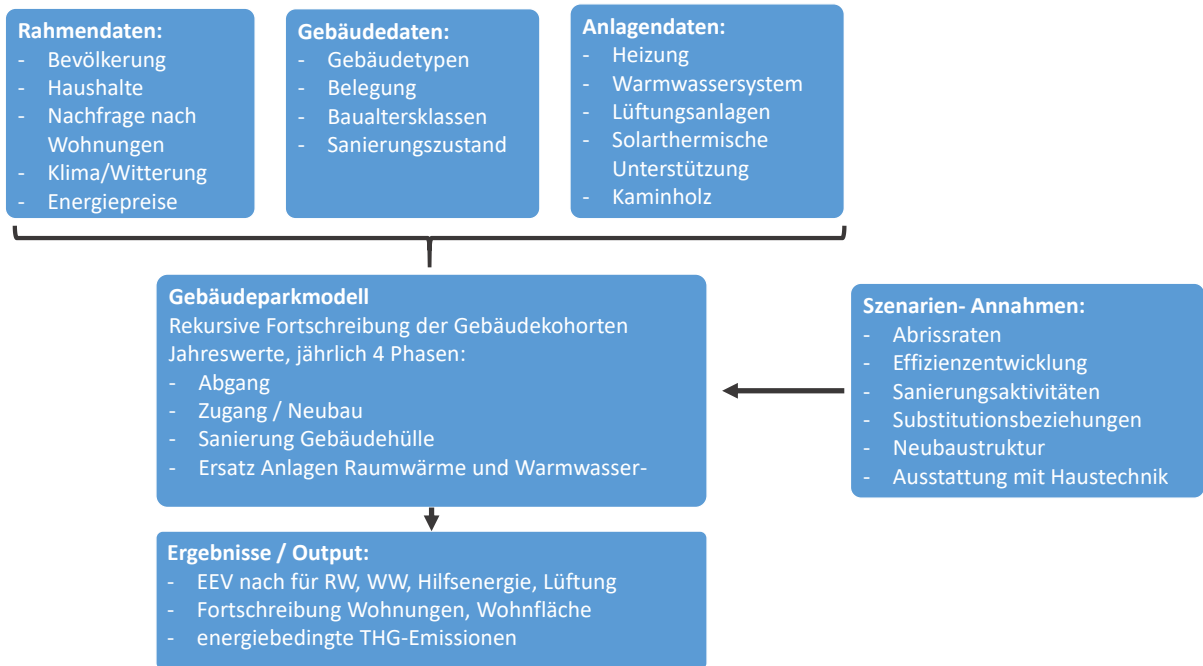 Rahmendaten:
- Bevölkerung
- Haushalte
- Nachfrage nach
Wohnungen
- Klima/Witterung
- Energiepreise
Gebäudedaten:
- Gebäudetypen
- Belegung
- Baualtersklassen
- Sanierungszustand
Anlagendaten:
- Heizung
- Warmwassersystem
- Lüftungsanlagen
- Solarthermische
Unterstützung
- Kaminholz
Gebäudeparkmodell
Rekursive Fortschreibung der Gebäudekohorten
Jahreswerte, jährlich 4 Phasen:
- Abgang
- Zugang / Neubau
- Sanierung Gebäudehülle
- Ersatz Anlagen Raumwärme und Warmwasser-
Szenarien- Annahmen:
- Abrissraten
- Effizienzentwicklung
- Sanierungsaktivitäten
- Substitutionsbeziehungen
- Neubaustruktur
- Ausstattung mit Haustechnik
Ergebnisse / Output:
- EEV nach für RW, WW, Hilfsenergie, Lüftung
- Fortschreibung Wohnungen, Wohnfläche
- energiebedingte THG-Emissionen